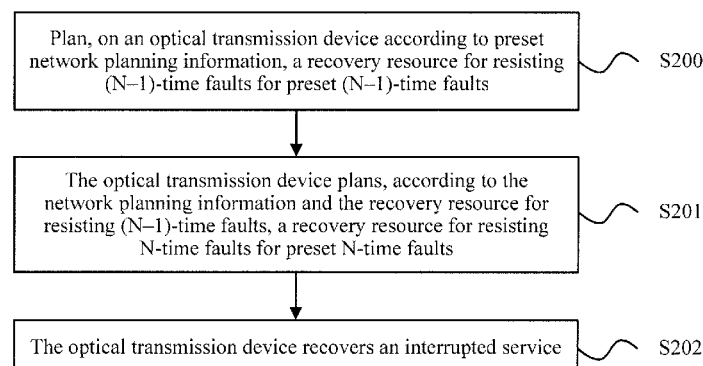 Plan, on an optical transmission device according to preset
network planning information, a recovery resource for resisting
(N–1)-time faults for preset (N–1)-time faults
S200
The optical transmission device plans, according to the
network planning information and the recovery resource for
resisting (N–1)-time faults, a recovery resource for resisting
N-time faults for preset N-time faults
S201
The optical transmission device recovers an interrupted service
S202